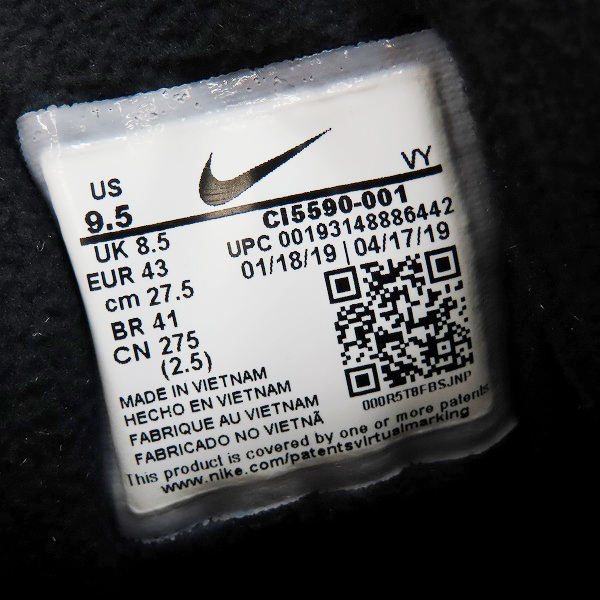 US
VY
9.5
CI5590-001
UK 8.5
UPC 00193148886442
EUR 43
01/18/19 | 04/17/19
cm 27.5
BR 41
CN 275
(2.5)
000R5T8FBSJNP
MADE IN VIETNAM
HECHO EN VIETNAM
FABRIQUE AU VIETNAM
FABRICADO NO VIETNÃ
This product is covered by one or more patents
www.nike.com/patentsvirtualmarking